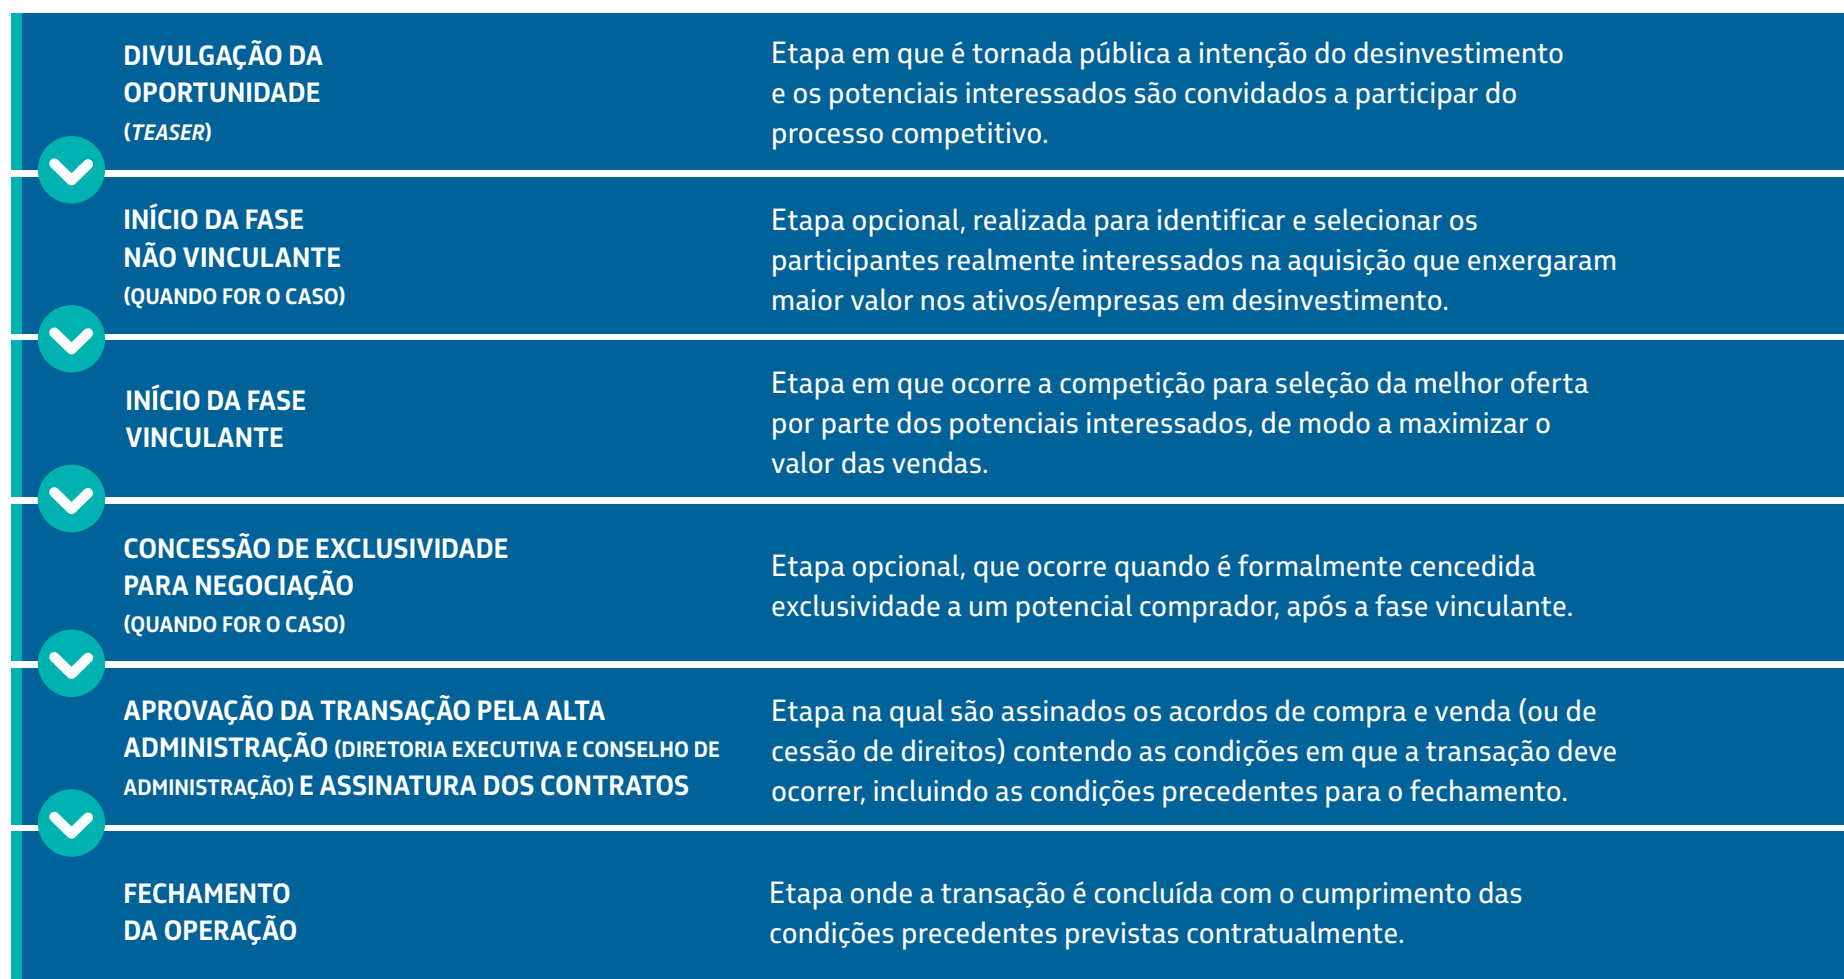 DIVULGAÇÃO DA
OPORTUNIDADE
(TEASER)
Etapa em que é tornada pública a intenção do desinvestimento
e os potenciais interessados são convidados a participar do
processo competitivo.
INÍCIO DA FASE
NÃO VINCULANTE
(QUANDO FOR O CASO)
Etapa opcional, realizada para identificar e selecionar os
participantes realmente interessados na aquisição que enxergaram
maior valor nos ativos/empresas em desinvestimento.
INÍCIO DA FASE
VINCULANTE
Etapa em que ocorre a competição para seleção da melhor oferta
por parte dos potenciais interessados, de modo a maximizar o
valor das vendas.
CONCESSÃO DE EXCLUSIVIDADE
PARA NEGOCIAÇÃO
(QUANDO FOR O CASO)
Etapa opcional, que ocorre quando é formalmente cencedida
exclusividade a um potencial comprador, após a fase vinculante.
APROVAÇÃO DA TRANSAÇÃO PELA ALTA
ADMINISTRAÇÃO (DIRETORIA EXECUTIVA E CONSELHO DE
ADMINISTRAÇÃO) E ASSINATURA DOS CONTRATOS
Etapa na qual são assinados os acordos de compra e venda (ou de
cessão de direitos) contendo as condições em que a transação deve
ocorrer, incluindo as condições precedentes para o fechamento.
FECHAMENTO
DA OPERAÇÃO
Etapa onde a transação é concluída com o cumprimento das
condições precedentes previstas contratualmente.